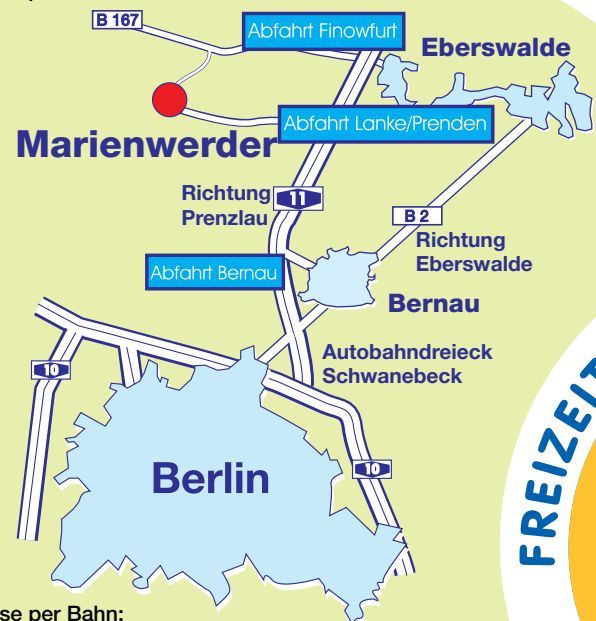 B 167
Abfahrt Finowfurt
Eberswalde
Abfahrt Lanke/Prenden
Marienwerder
Richtung
Prenzlau
11
B 2
Richtung
Eberswalde
Abfahrt Bernau
Bernau
Autobahndreieck
Schwanebeck
10
Berlin
10
FREIZEIT
se per Bahn: